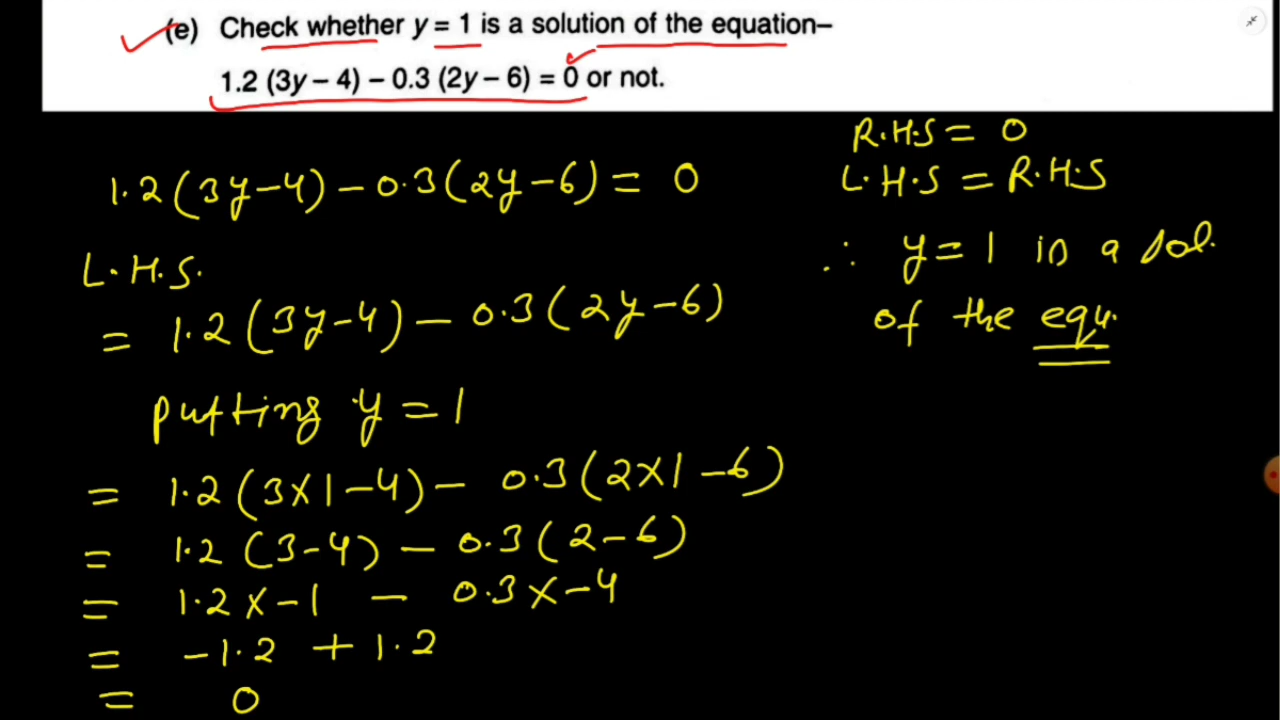 (e) Check whether y = 1 is a solution of the equation–
1.2 (3y – 4) – 0.3 (2y – 6) = 0 or not.
1.2(3y-4)-0.3(2y-6)= 0
L.H.S.
= 1.2(3y-4)-0.3(2y-6)
putting y=1
= 1.2(3×1-4)- 0.3(2×1-6)
= 1.2(3-4)-0.3(2-6)
= 1.2×-1 - 0.3×-4
= -1.2 + 1.2
= 0
R.H.S= 0
L.H.S = R.H.S
∴ y=1 is a sol.
of the equ.